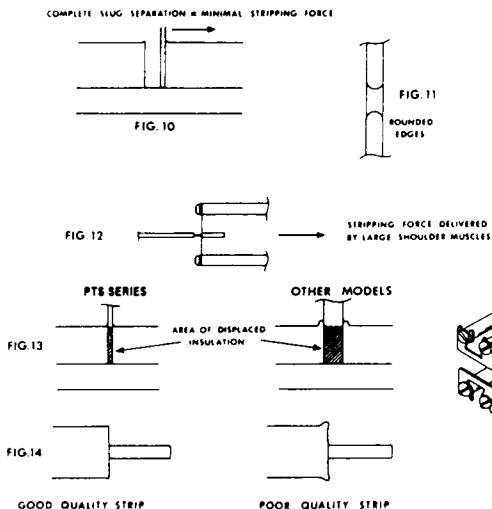 COMPLETE SLUG SEPARATION = MINIMAL STRIPPING FORCE
FIG. 10
FIG. 11
ROUNDED
EDGES
FIG. 12
STRIPPING FORCE DELIVERED
BY LARGE SHOULDER MUSCLES
PTS SERIES
OTHER MODELS
FIG. 13
AREA OF DISPLACED
INSULATION
FIG. 14
GOOD QUALITY STRIP
POOR QUALITY STRIP